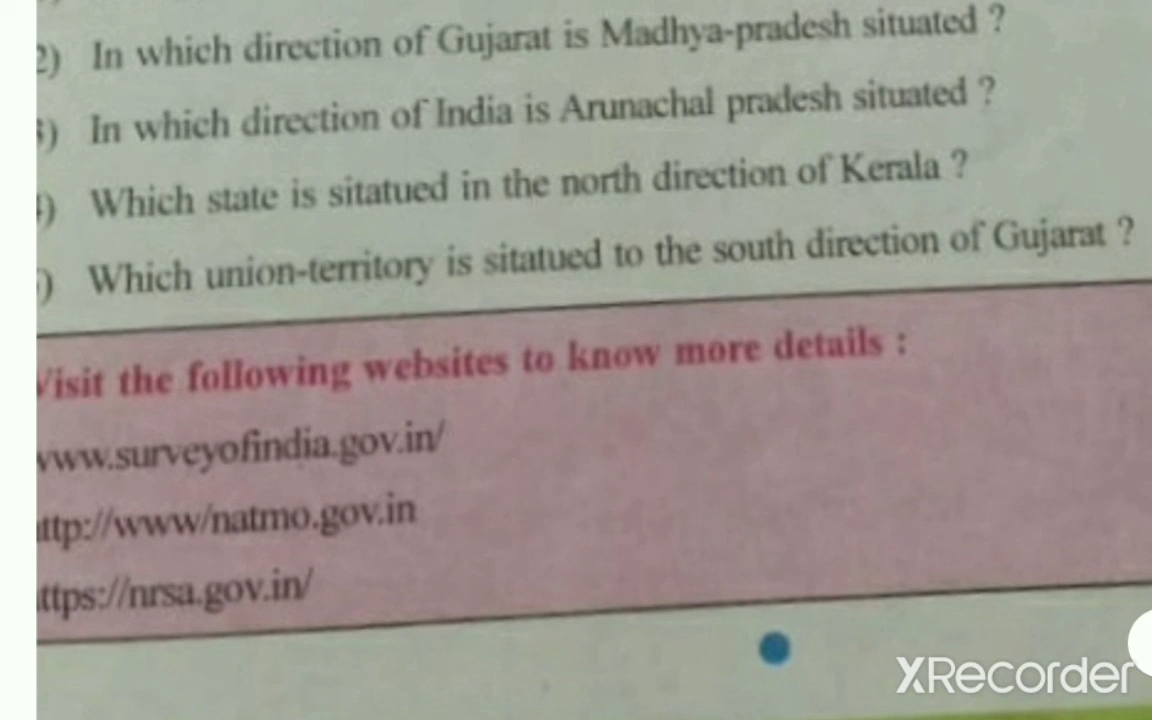 2) In which direction of Gujarat is Madhya-pradesh situated ?
) In which direction of India is Arunachal pradesh situated ?
) Which state is sitatued in the north direction of Kerala ?
) Which union-territory is sitatued to the south direction of Gujarat ?
Visit the following websites to know more details :
www.surveyofindia.gov.in/
ttp://www/natmo.gov.in
ttps://nrsa.gov.in/
XRecorder